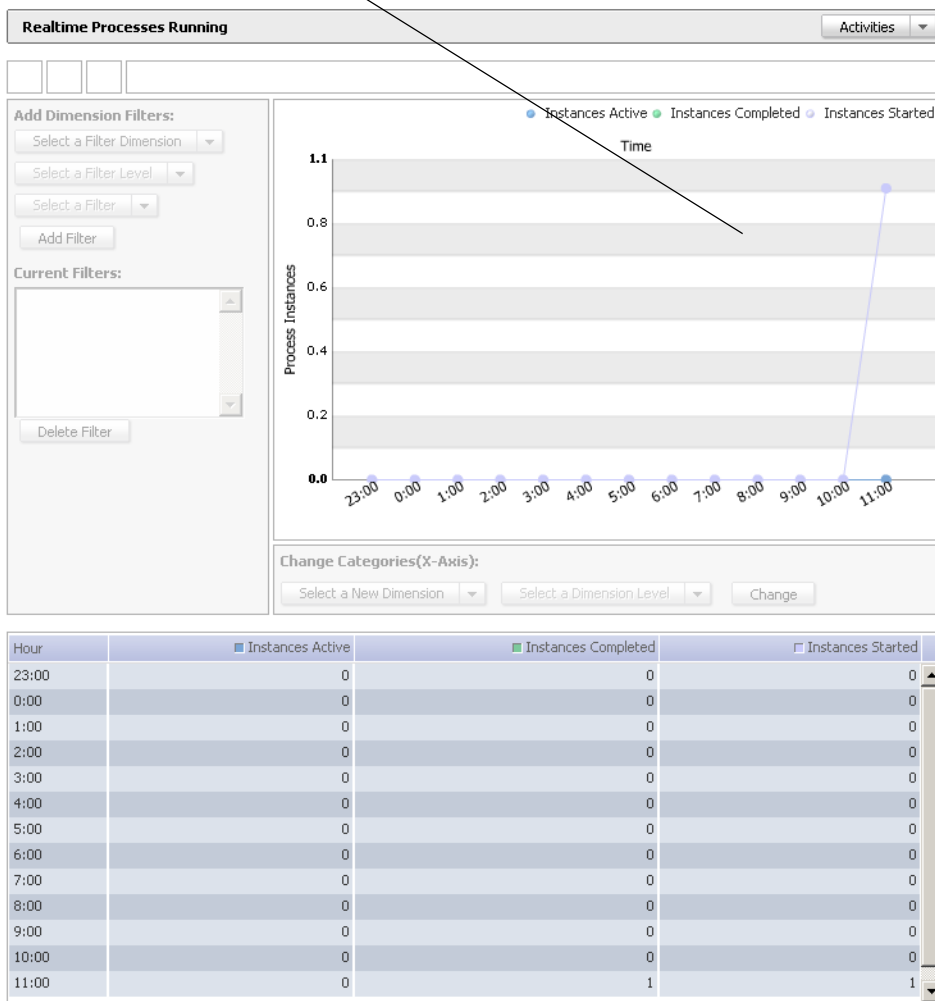 Realtime Processes Running
Activities
Add Dimension Filters:
Select a Filter Dimension
Select a Filter Level
Select a Filter
Add Filter
Current Filters:
Delete Filter
Instances Active Instances Completed Instances Started
Time
1.1
0.8
0.6
0.4
0.2
0.0
Process Instances
23:00 0:00 1:00 2:00 3:00 4:00 5:00 6:00 7:00 8:00 9:00 10:00 11:00
Change Categories(X-Axis):
Select a New Dimension Select a Dimension Level Change
Hour Instances Active Instances Completed Instances Started
23:00 0 0 0
0:00 0 0 0
1:00 0 0 0
2:00 0 0 0
3:00 0 0 0
4:00 0 0 0
5:00 0 0 0
6:00 0 0 0
7:00 0 0 0
8:00 0 0 0
9:00 0 0 0
10:00 0 0 0
11:00 0 1 1